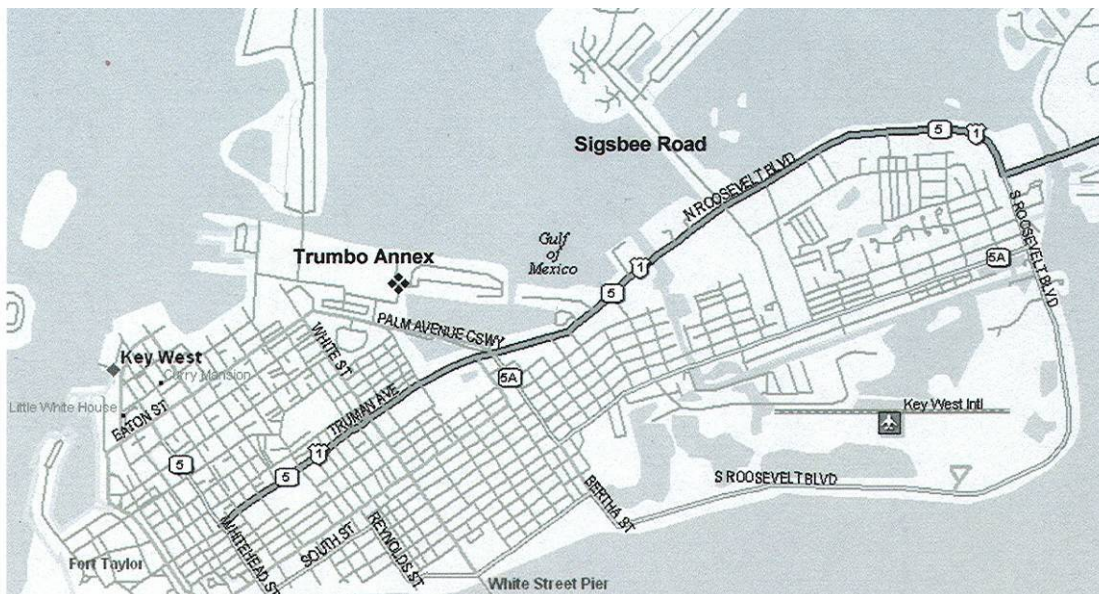 5
1
Sigsbee Road
N ROOSEVELT BLVD
S ROOSEVELT BLVD
Gulf
of
Mexico
5A
Trumbo Annex
1
5
PALM AVENUE CSWY
WHITE ST
Key West
Curry Mansion
5A
TRUMAN AVE
Little White House
EATON ST
Key West Intl
1
5
5
S ROOSEVELT BLVD
BERTHA ST
WHITEHEAD ST
SOUTH ST
REYNOLDS ST
Fort Taylor
White Street Pier